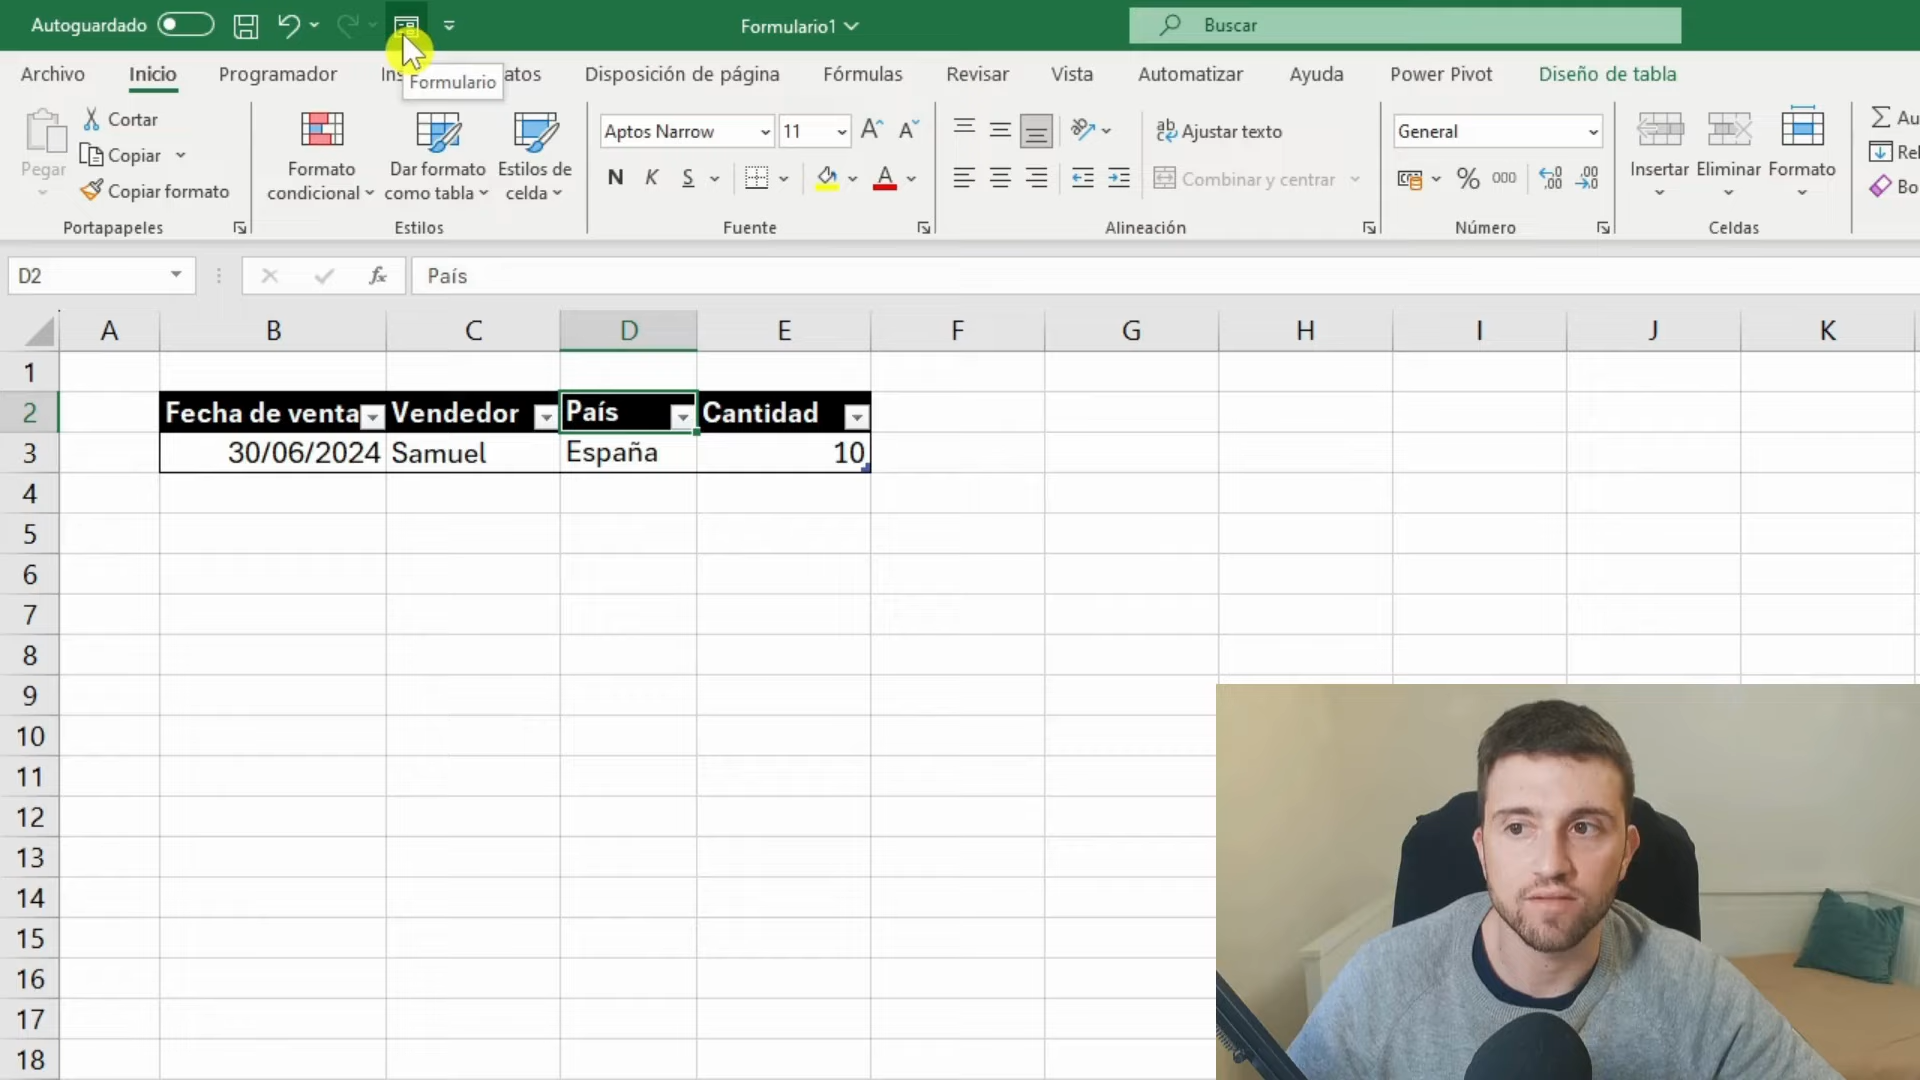 Autoguardado
Formulario1
Buscar
Archivo Inicio Programador Ins atos Disposición de página Fórmulas Revisar Vista Automatizar Ayuda Power Pivot Diseño de tabla
Formulario
Pegar
Cortar
Copiar
Copiar formato
Portapapeles
Formato
condicional
Dar formato
como tabla
Estilos de
celda
Estilos
Aptos Narrow 11
N K S
Fuente
Ajustar texto
Combinar y centrar
Alineación
General
% 000
Número
Insertar Eliminar Formato
Celdas
Au
Rel
Bo
D2 fx País
A B C D E F G H I J K
1
2 Fecha de venta Vendedor País Cantidad
3 30/06/2024 Samuel España 10
4
5
6
7
8
9
10
11
12
13
14
15
16
17
18